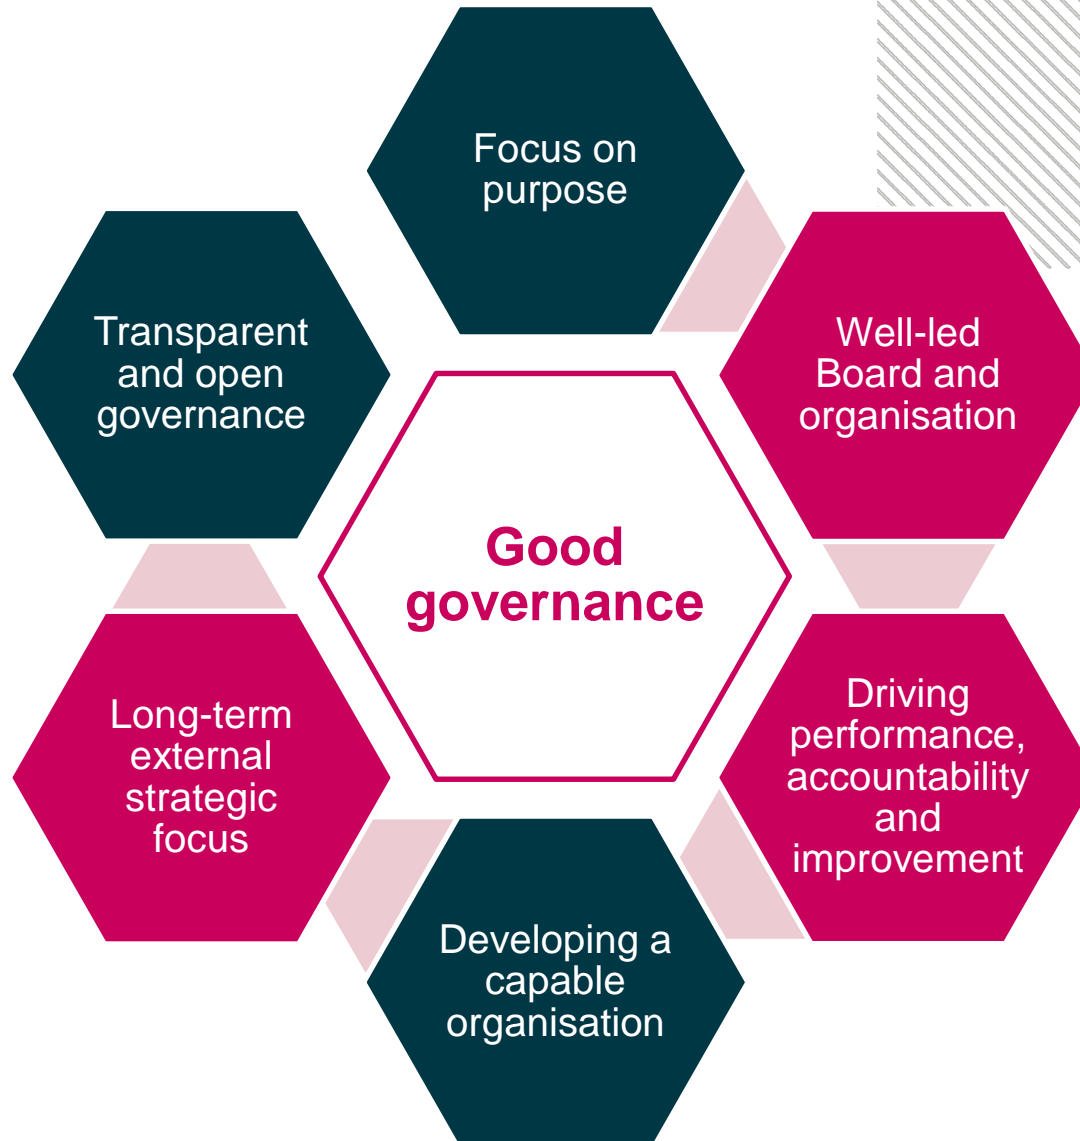 Focus on
purpose
Well-led
Board and
organisation
Driving
performance,
accountability
and
improvement
Developing a
capable
organisation
Long-term
external
strategic
focus
Transparent
and open
governance
Good
governance